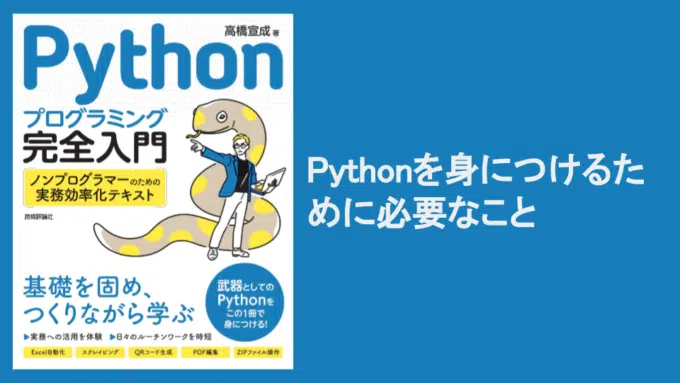 高橋宣成 著
Python
プログラミング
完全入門
ノンプログラマーのための
実務効率化テキスト
技術評論社
基礎を固め、
つくりながら学ぶ
▶実務への活用を体験 ▶日々のルーチンワークを時短
武器としての
Pythonを
この1冊で
身につける!
Excel自動化 スクレイピング QRコード生成 PDF編集 ZIPファイル操作
Pythonを身につけるた
めに必要なこと